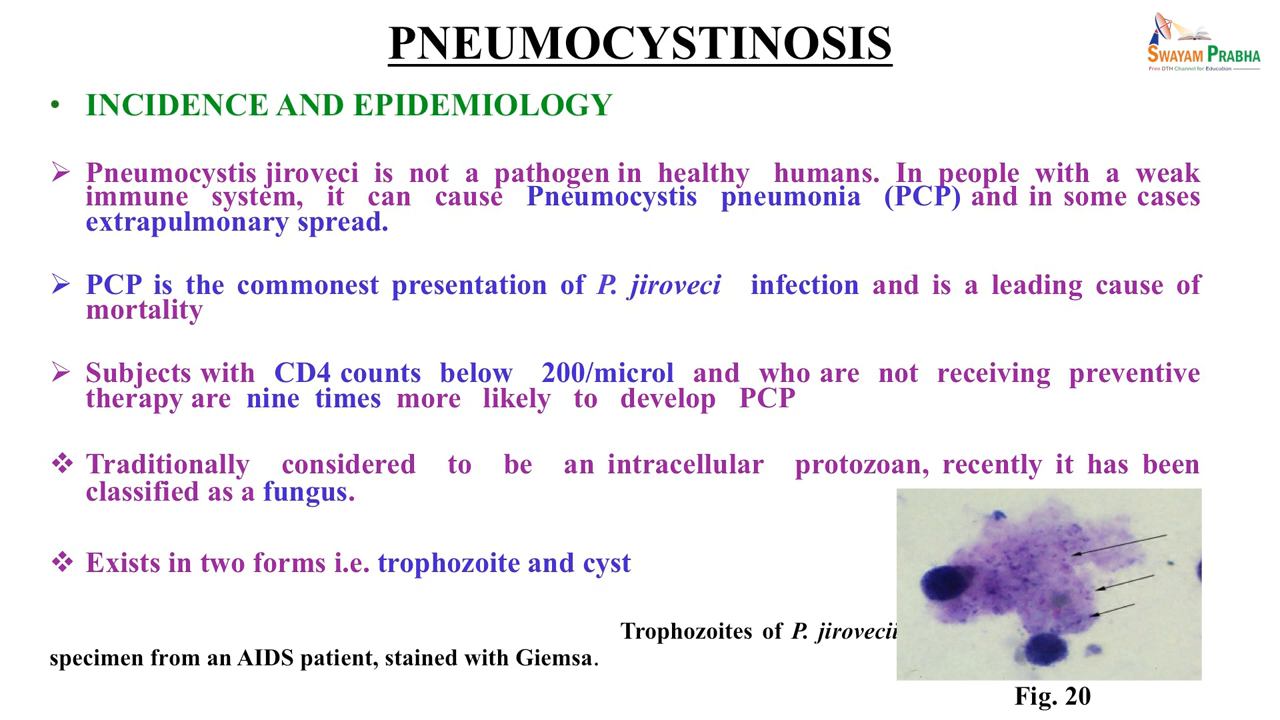 PNEUMOCYSTINOSIS
SWAYAM PRABHA
Free DTH Channel for Education
• INCIDENCE AND EPIDEMIOLOGY
➢ Pneumocystis jiroveci is not a pathogen in healthy humans. In people with a weak
immune system, it can cause Pneumocystis pneumonia (PCP) and in some cases
extrapulmonary spread.
➢ PCP is the commonest presentation of P. jiroveci infection and is a leading cause of
mortality
➢ Subjects with CD4 counts below 200/microl and who are not receiving preventive
therapy are nine times more likely to develop PCP
❖ Traditionally considered to be an intracellular protozoan, recently it has been
classified as a fungus.
❖ Exists in two forms i.e. trophozoite and cyst
Trophozoites of P. jirovecii
specimen from an AIDS patient, stained with Giemsa.
Fig. 20